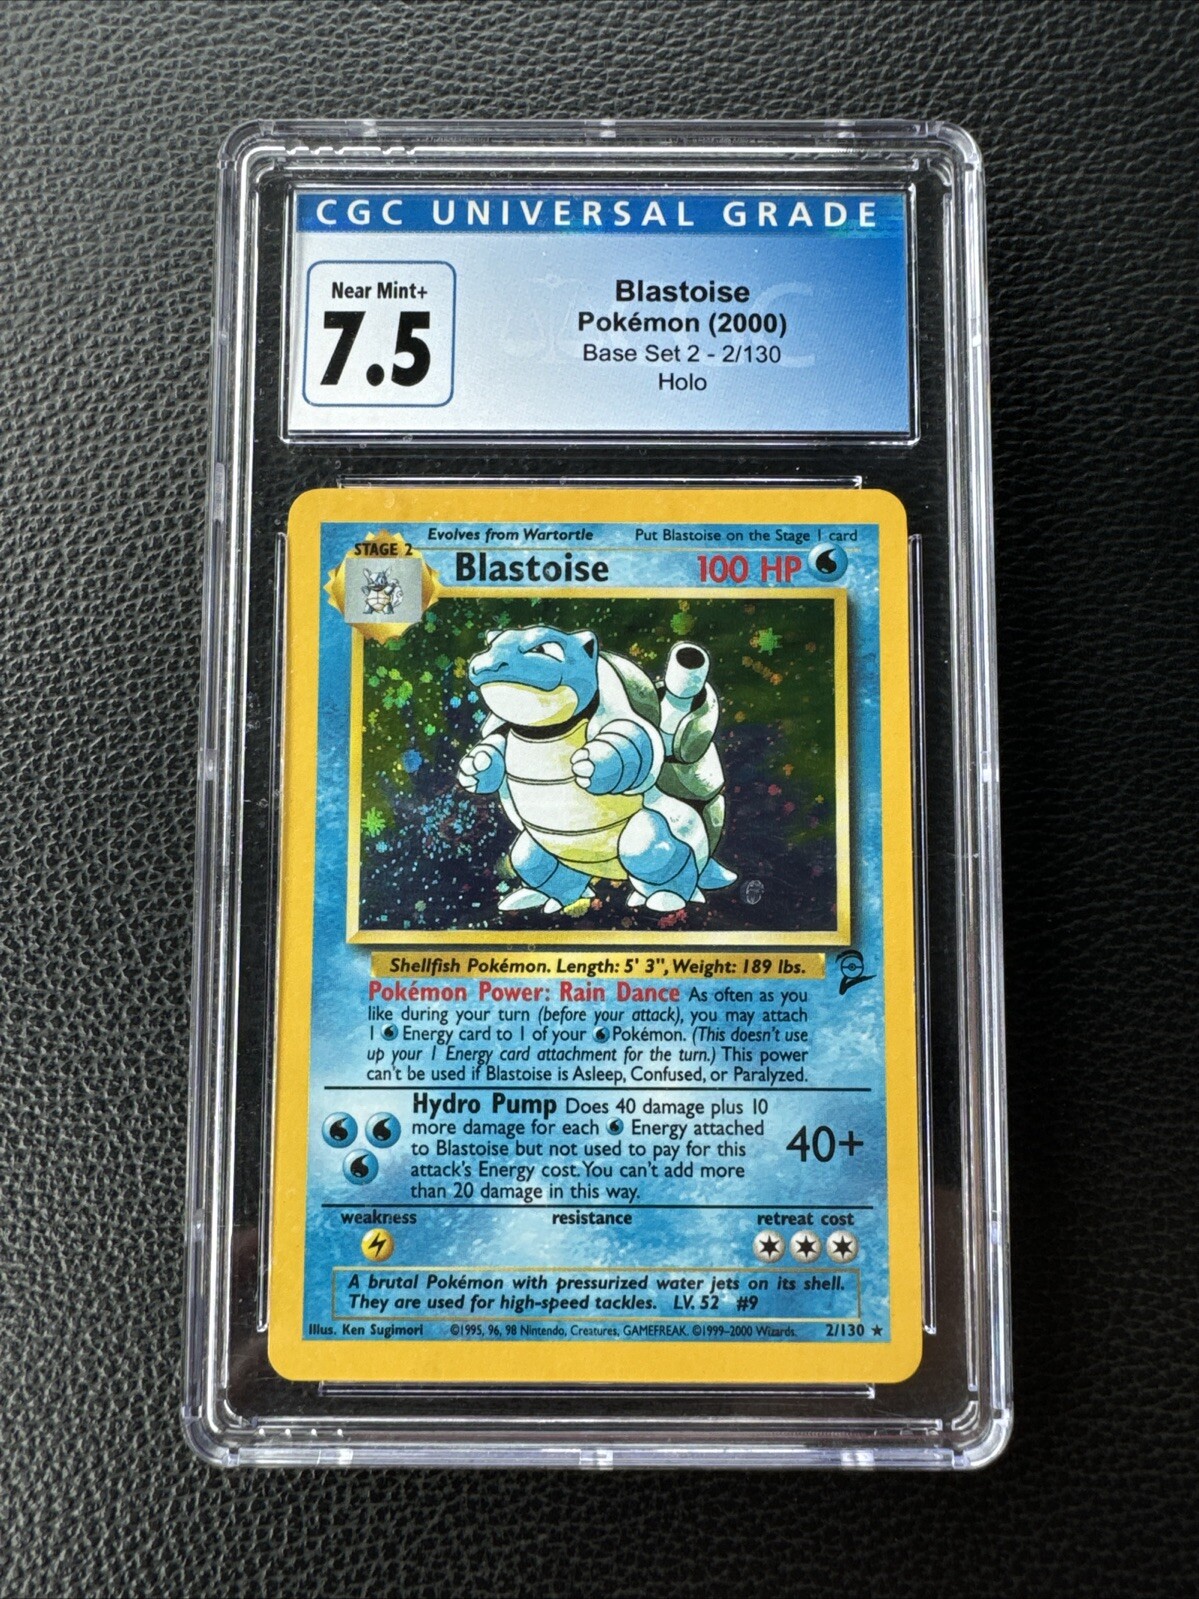 CGC UNIVERSAL GRADE
Near Mint+
7.5
Blastoise
Pokémon (2000)
Base Set 2 - 2/130
Holo
Evolves from Wartortle Put Blastoise on the Stage 1 card
STAGE 2
Blastoise 100 HP
Shellfish Pokémon. Length: 5' 3", Weight: 189 lbs.
Pokémon Power: Rain Dance As often as you
like during your turn (before your attack), you may attach
1 Energy card to 1 of your Pokémon. (This doesn't use
up your 1 Energy card attachment for the turn.) This power
can't be used if Blastoise is Asleep, Confused, or Paralyzed.
Hydro Pump Does 40 damage plus 10
more damage for each Energy attached
to Blastoise but not used to pay for this
attack's Energy cost. You can't add more
than 20 damage in this way.
40+
weakness resistance retreat cost
A brutal Pokémon with pressurized water jets on its shell.
They are used for high-speed tackles. LV. 52 #9
Illus. Ken Sugimori ©1995, 96, 98 Nintendo, Creatures, GAMEFREAK. ©1999-2000 Wizards. 2/130 ★